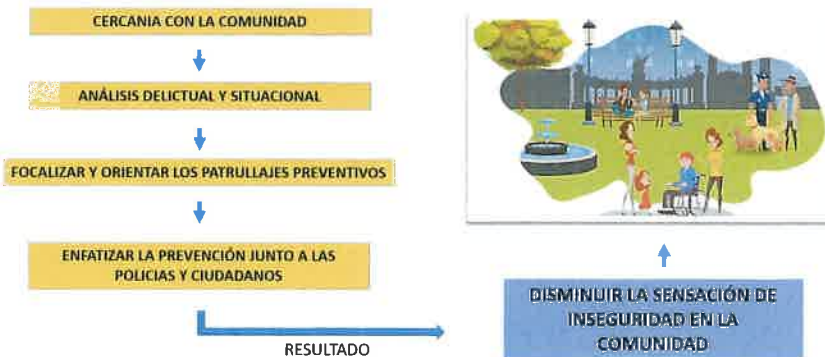 CERCANIA CON LA COMUNIDAD
ANÁLISIS DELICTUAL Y SITUACIONAL
FOCALIZAR Y ORIENTAR LOS PATRULLAJES PREVENTIVOS
ENFATIZAR LA PREVENCIÓN JUNTO A LAS
POLICIAS Y CIUDADANOS
RESULTADO
DISMINUIR LA SENSACIÓN DE
INSEGURIDAD EN LA
COMUNIDAD